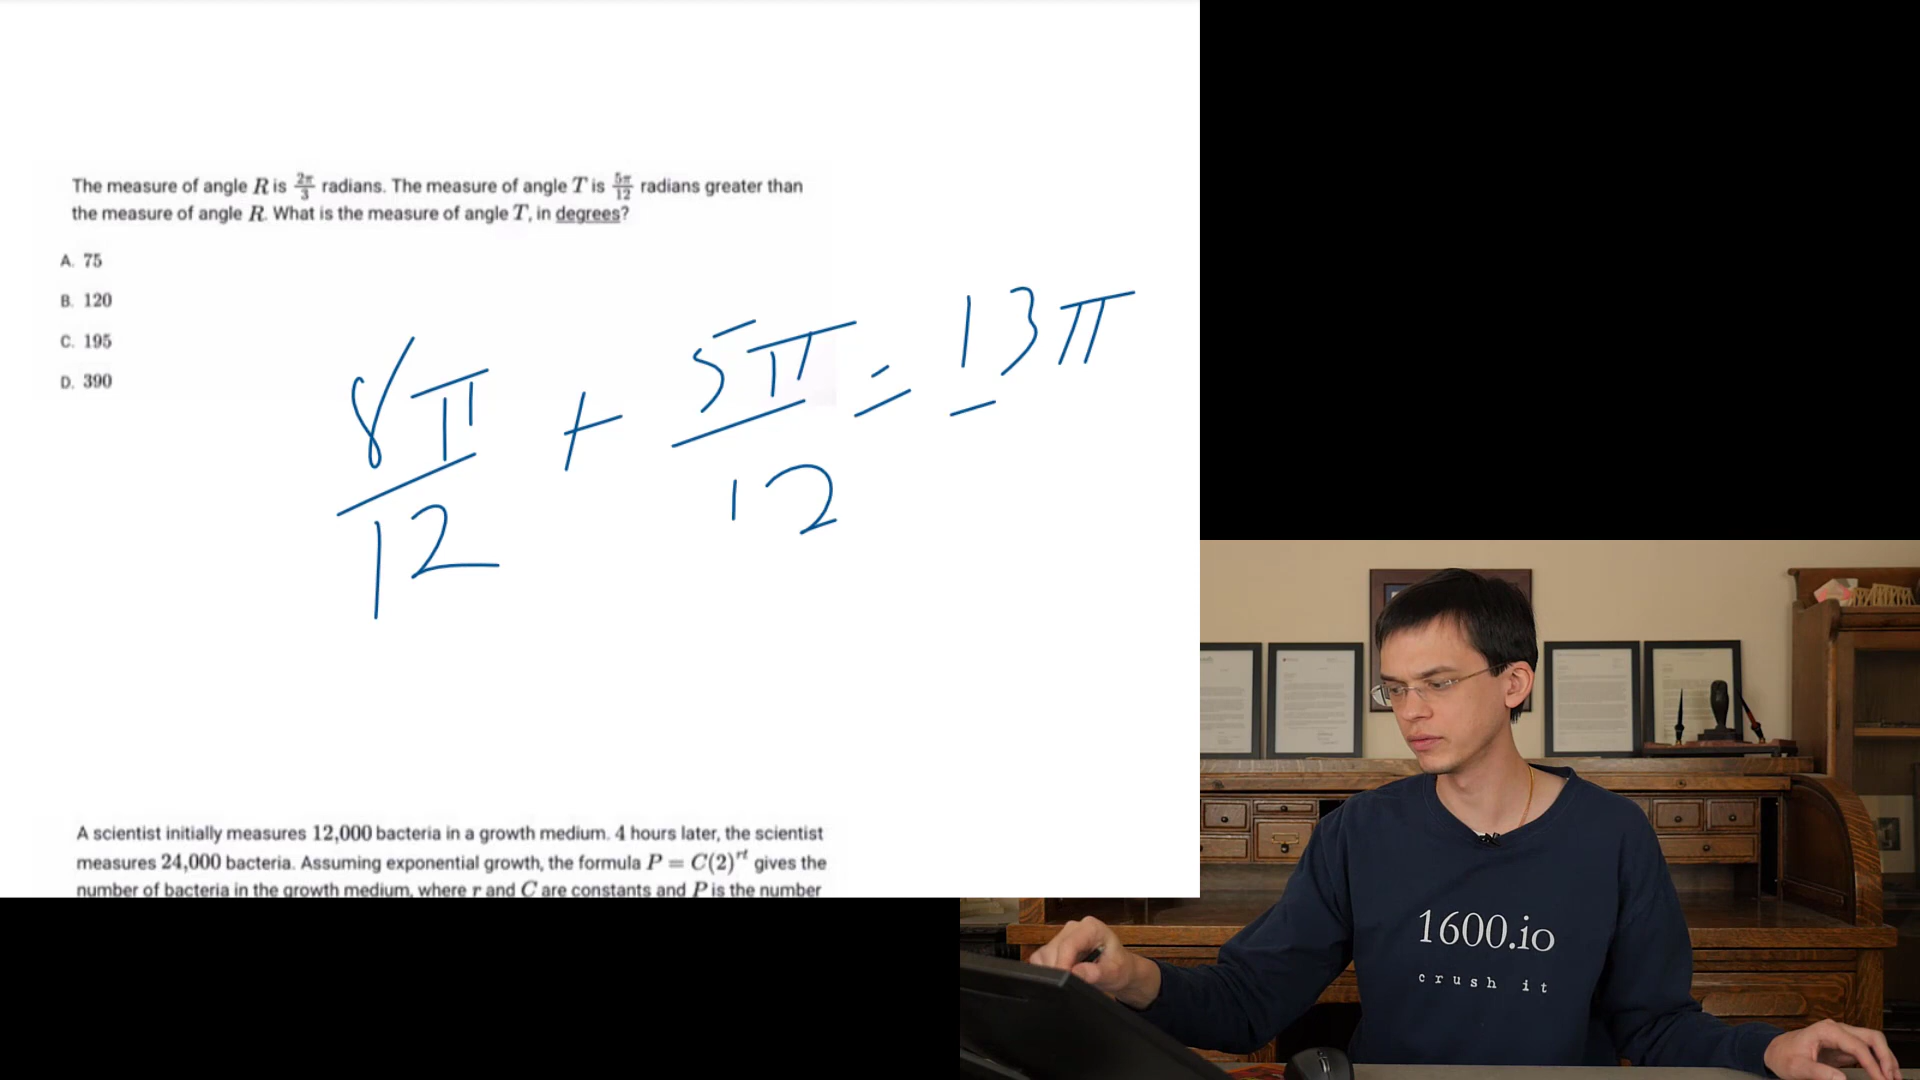 The measure of angle R is 2π/3 radians. The measure of angle T is 5π/12 radians greater than
the measure of angle R. What is the measure of angle T, in degrees?
A. 75
B. 120
C. 195
D. 390
8π/12 + 5π/12 = 13π
A scientist initially measures 12,000 bacteria in a growth medium. 4 hours later, the scientist
measures 24,000 bacteria. Assuming exponential growth, the formula P = C(2)^rt gives the
number of bacteria in the growth medium, where r and C are constants and P is the number
1600.io
crush it